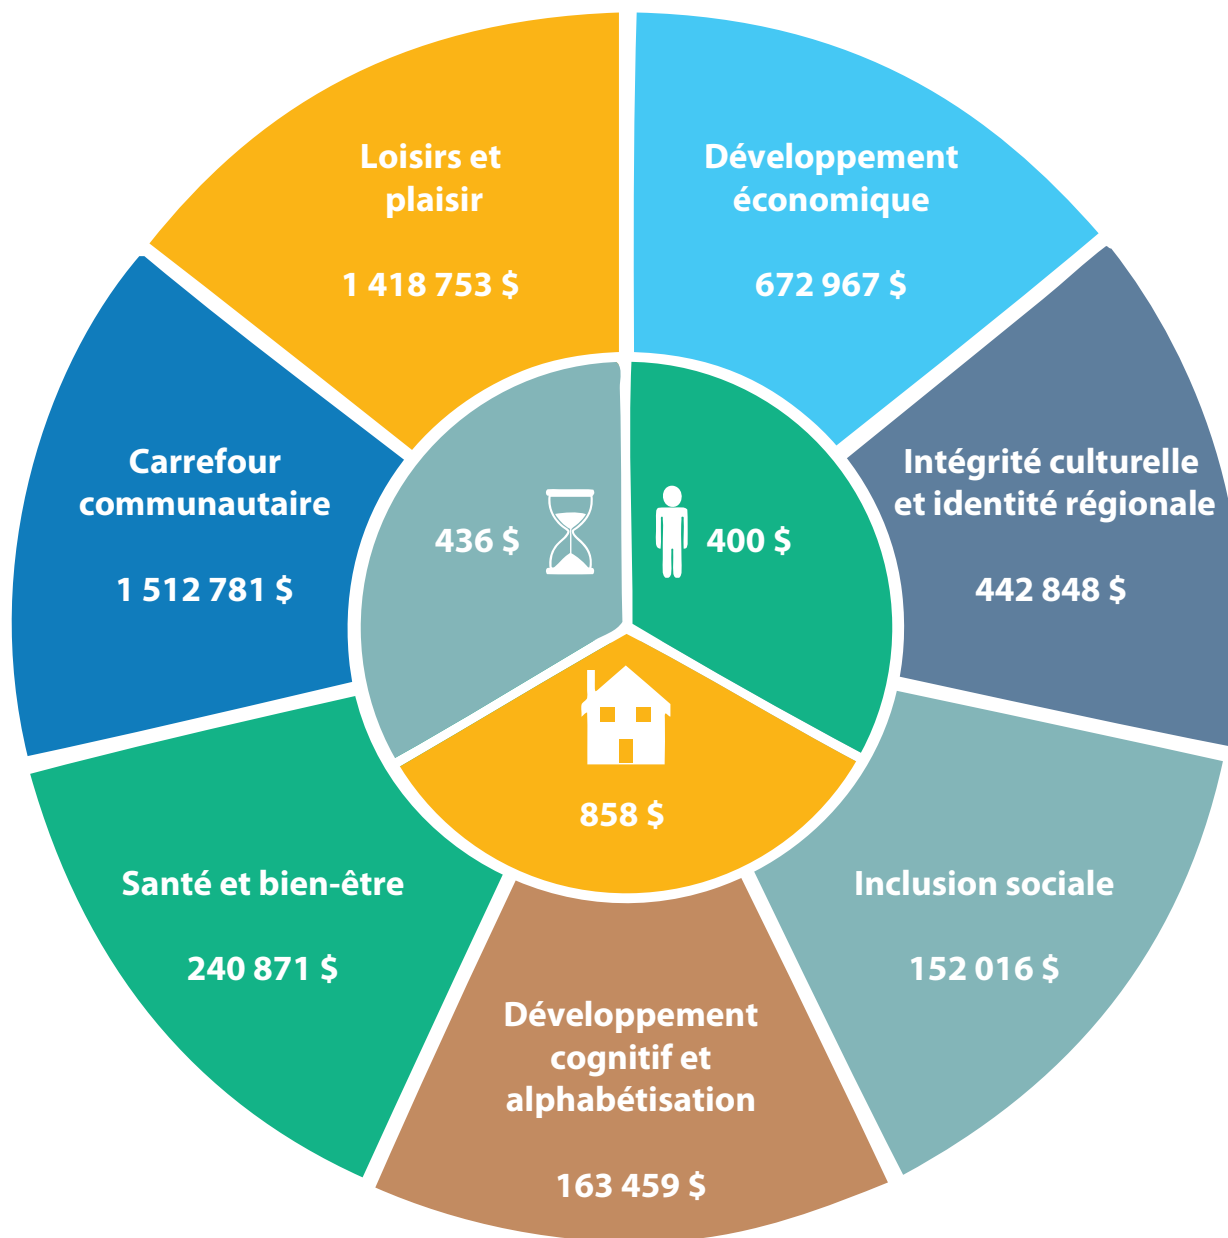 Loisirs et
plaisir
1 418 753 $
Développement
économique
672 967 $
Carrefour
communautaire
1 512 781 $
Intégrité culturelle
et identité régionale
442 848 $
436 $
400 $
858 $
Santé et bien-être
240 871 $
Inclusion sociale
152 016 $
Développement
cognitif et
alphabétisation
163 459 $